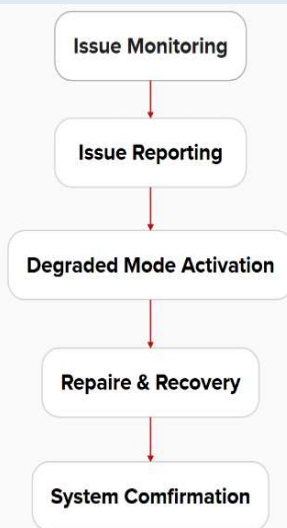 Issue Monitoring
Issue Reporting
Degraded Mode Activation
Repaire & Recovery
System Comfirmation